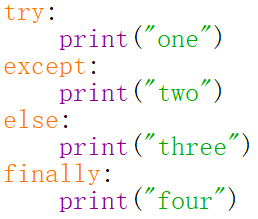 try:
    print("one")
except:
    print("two")
else:
    print("three")
finally:
    print("four")